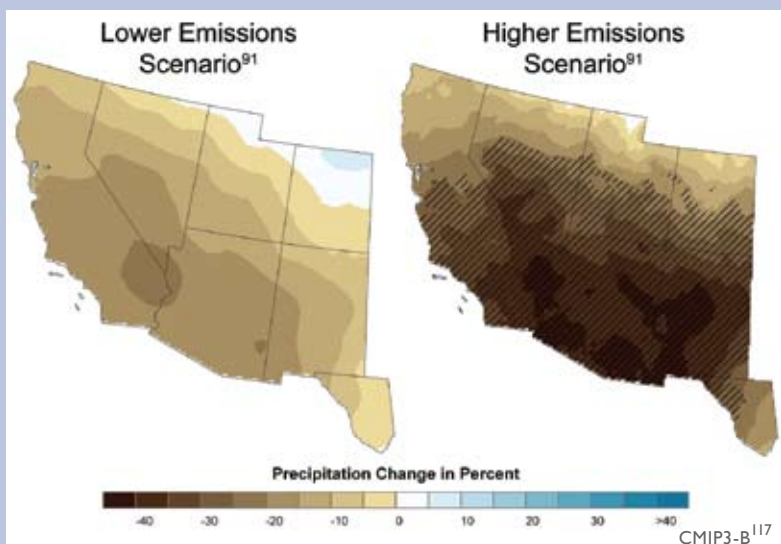 Lower Emissions
Scenario91
Higher Emissions
Scenario91
Precipitation Change in Percent
-40 -30 -20 -10 0 10 20 30 >40
CMIP3-B117